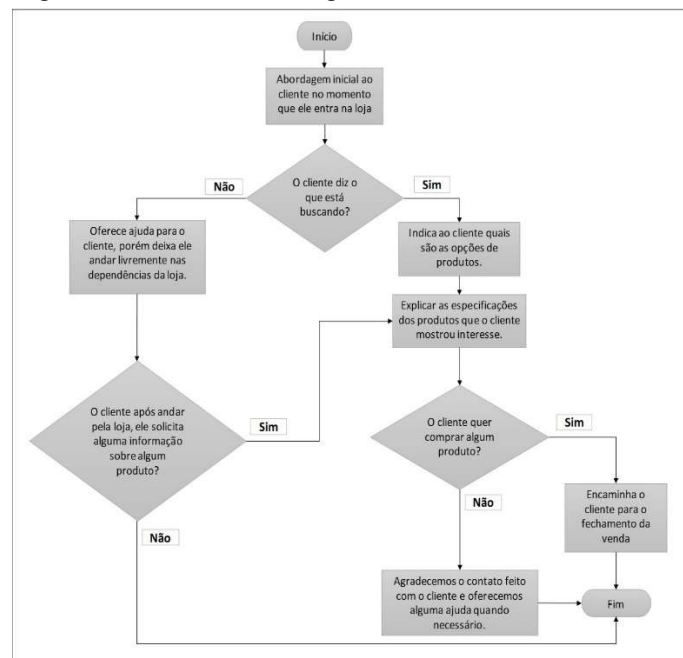 Início
Abordagem inicial ao
cliente no momento
que ele entra na loja
O cliente diz o
que está
buscando?
Não
Sim
Oferece ajuda para o
cliente, porém deixa ele
andar livremente nas
dependências da loja.
Indica ao cliente quais
são as opções de
produtos.
Explicar as especificações
dos produtos que o cliente
mostrou interesse.
O cliente após andar
pela loja, ele solicita
alguma informação
sobre algum
produto?
Sim
Não
O cliente quer
comprar algum
produto?
Sim
Não
Encaminha o
cliente para o
fechamento da
venda
Agradecemos o contato feito
com o cliente e oferecemos
alguma ajuda quando
necessário.
Fim